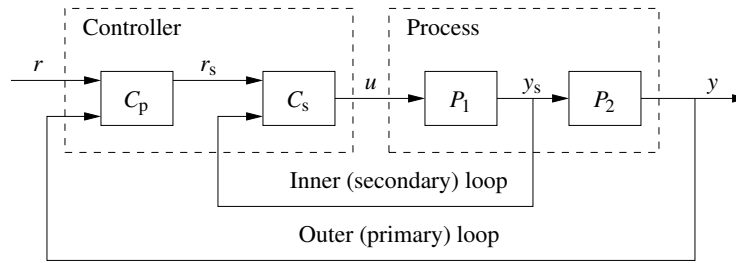 Controller
Process
r
r_s
u
y_s
y
C_p
C_s
P_1
P_2
Inner (secondary) loop
Outer (primary) loop